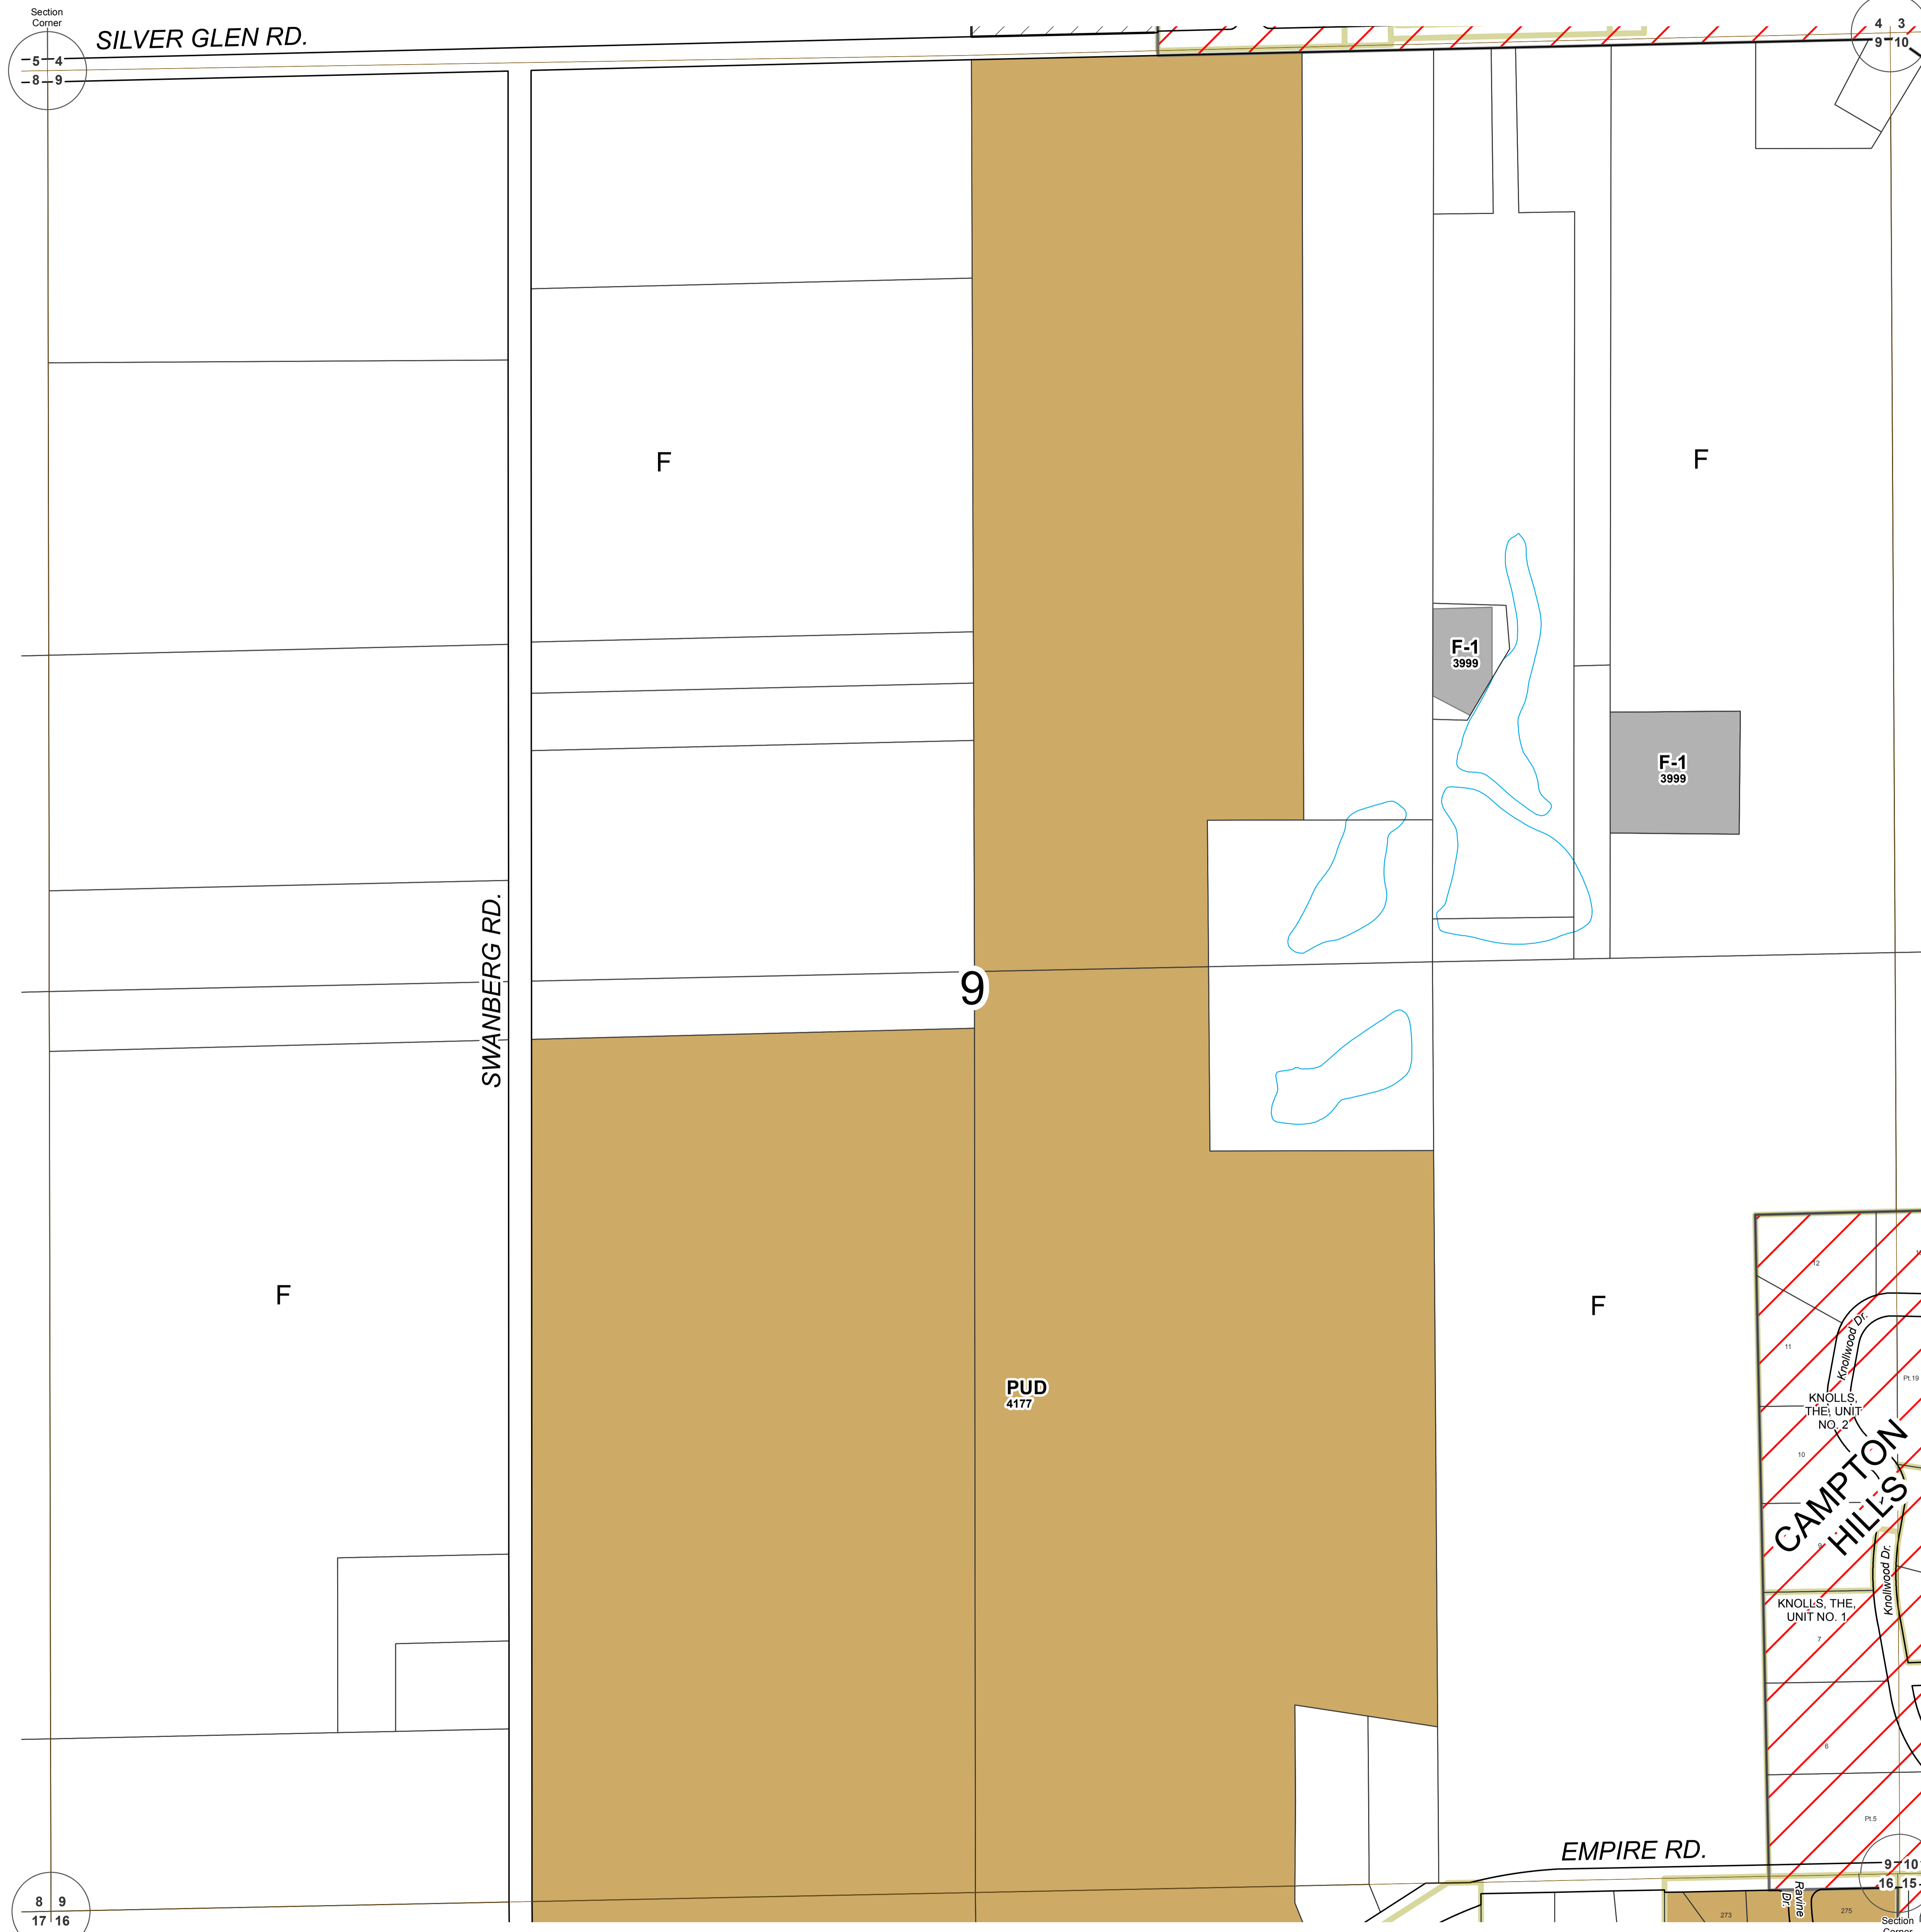 Section
Corner
SILVER GLEN RD.
5 4
8 9
4 3
9 10
F
F
F-1
3999
F-1
3999
SWANBERG RD.
9
F
F
PUD
4177
12
Knollwood Dr.
11
Pt.19
KNOLLS,
THE, UNIT
NO. 2
10
CAMPTON
HILLS
9
Knollwood Dr.
KNOLLS, THE,
UNIT NO. 1
7
6
Pt.5
EMPIRE RD.
8 9
17 16
9 10
16 15
Ravine
Dr.
273
275
Section
Corner